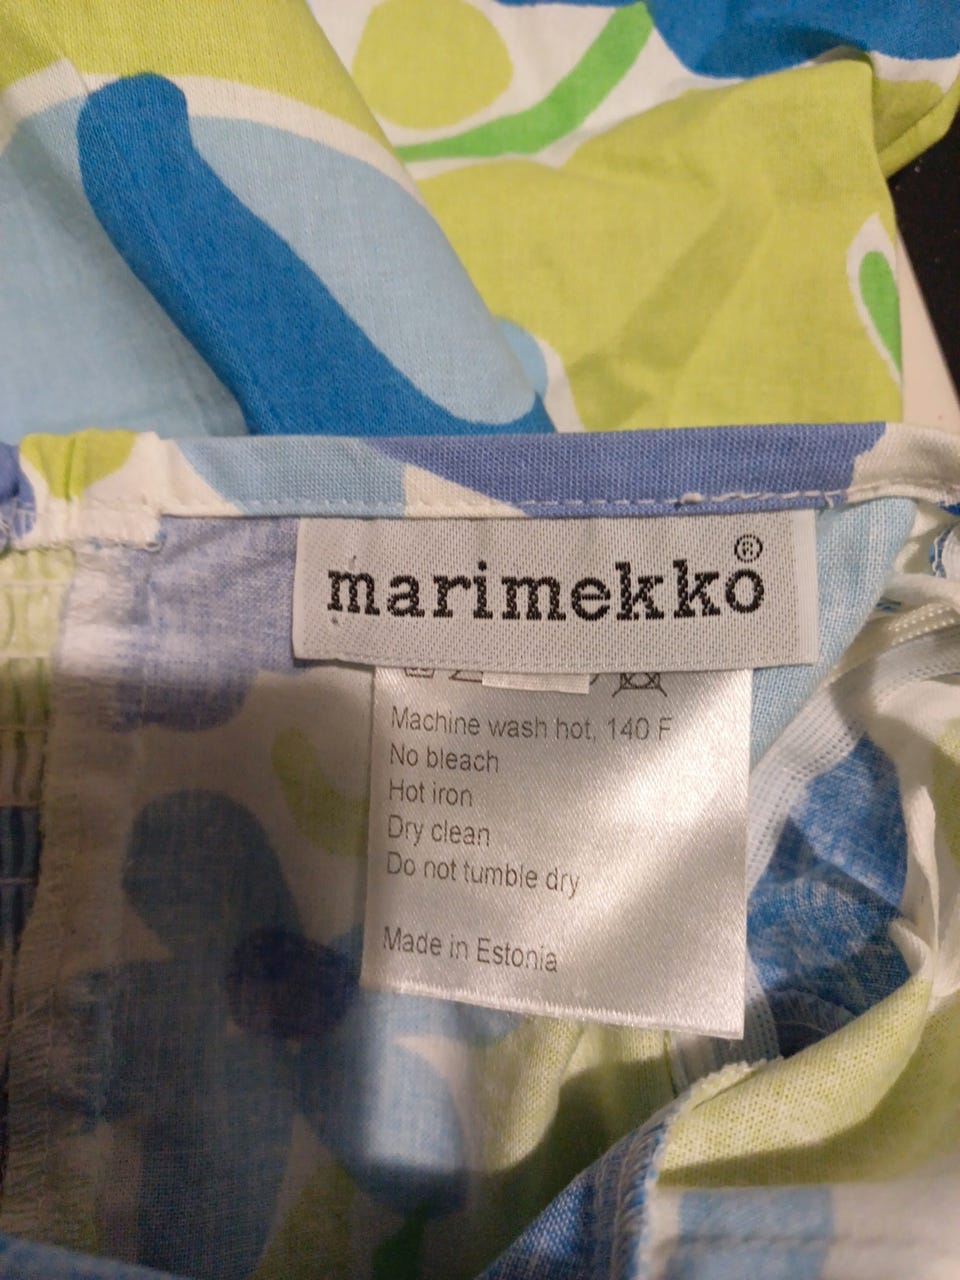 marimekko®
Machine wash hot, 140 F
No bleach
Hot iron
Dry clean
Do not tumble dry
Made in Estonia